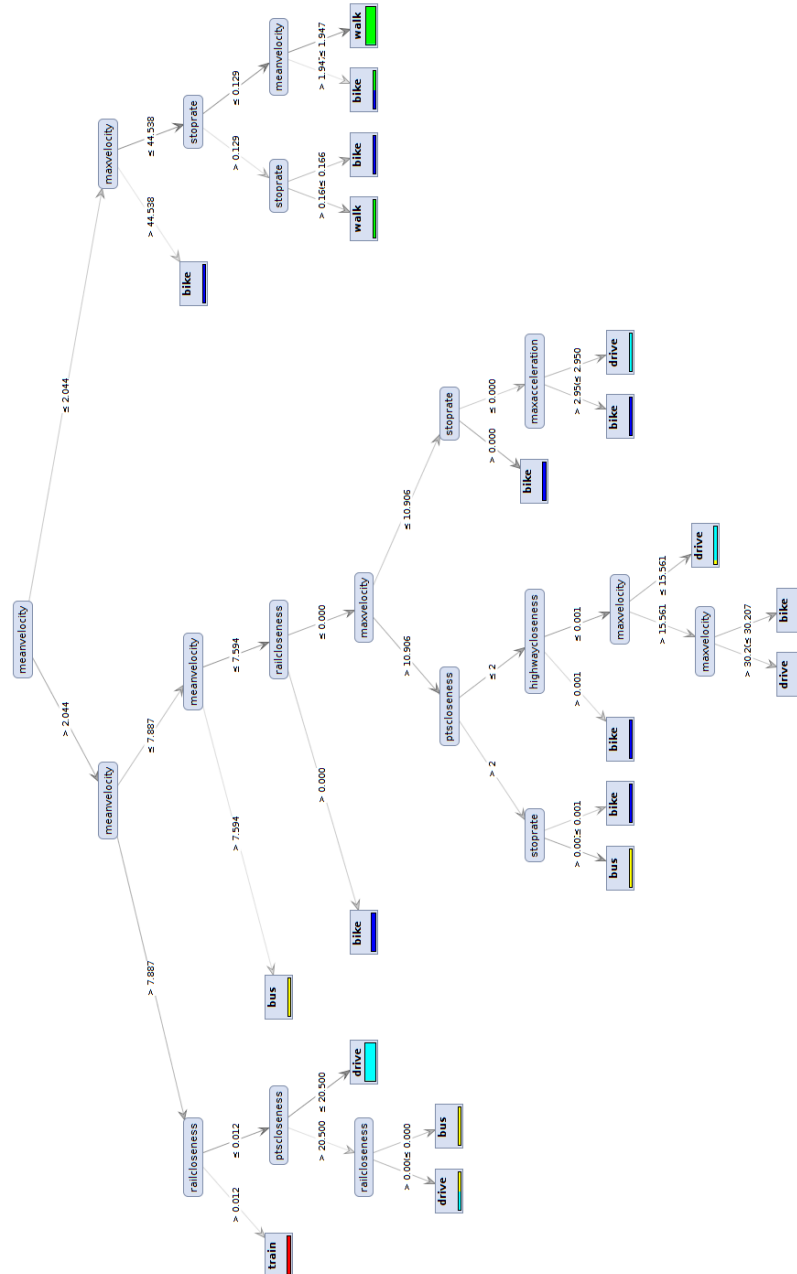 meanvelocity
> 2.044 ≤ 2.044
meanvelocity maxvelocity
> 7.887 ≤ 7.887 > 44.538 ≤ 44.538
railcloseness meanvelocity bike stoprate
> 0.012 ≤ 0.012 > 7.594 ≤ 7.594 > 0.129 ≤ 0.129
train ptscloseness bus railcloseness stoprate meanvelocity
> 20.500 ≤ 20.500 > 0.000 ≤ 0.000 > 0.16 ≤ 0.166 > 1.94 ≤ 1.947
railcloseness drive bike maxvelocity walk bike bike walk
> 0.00 ≤ 0.000 > 10.906 ≤ 10.906
drive bus ptscloseness stoprate
> 2 ≤ 2 > 0.000 ≤ 0.000
stoprate highwaycloseness bike maxacceleration
> 0.00 ≤ 0.001 > 0.001 ≤ 0.001 > 2.95 ≤ 2.950
bus bike bike maxvelocity bike drive
> 15.561 ≤ 15.561
maxvelocity drive
> 30.2 ≤ 30.207
drive bike